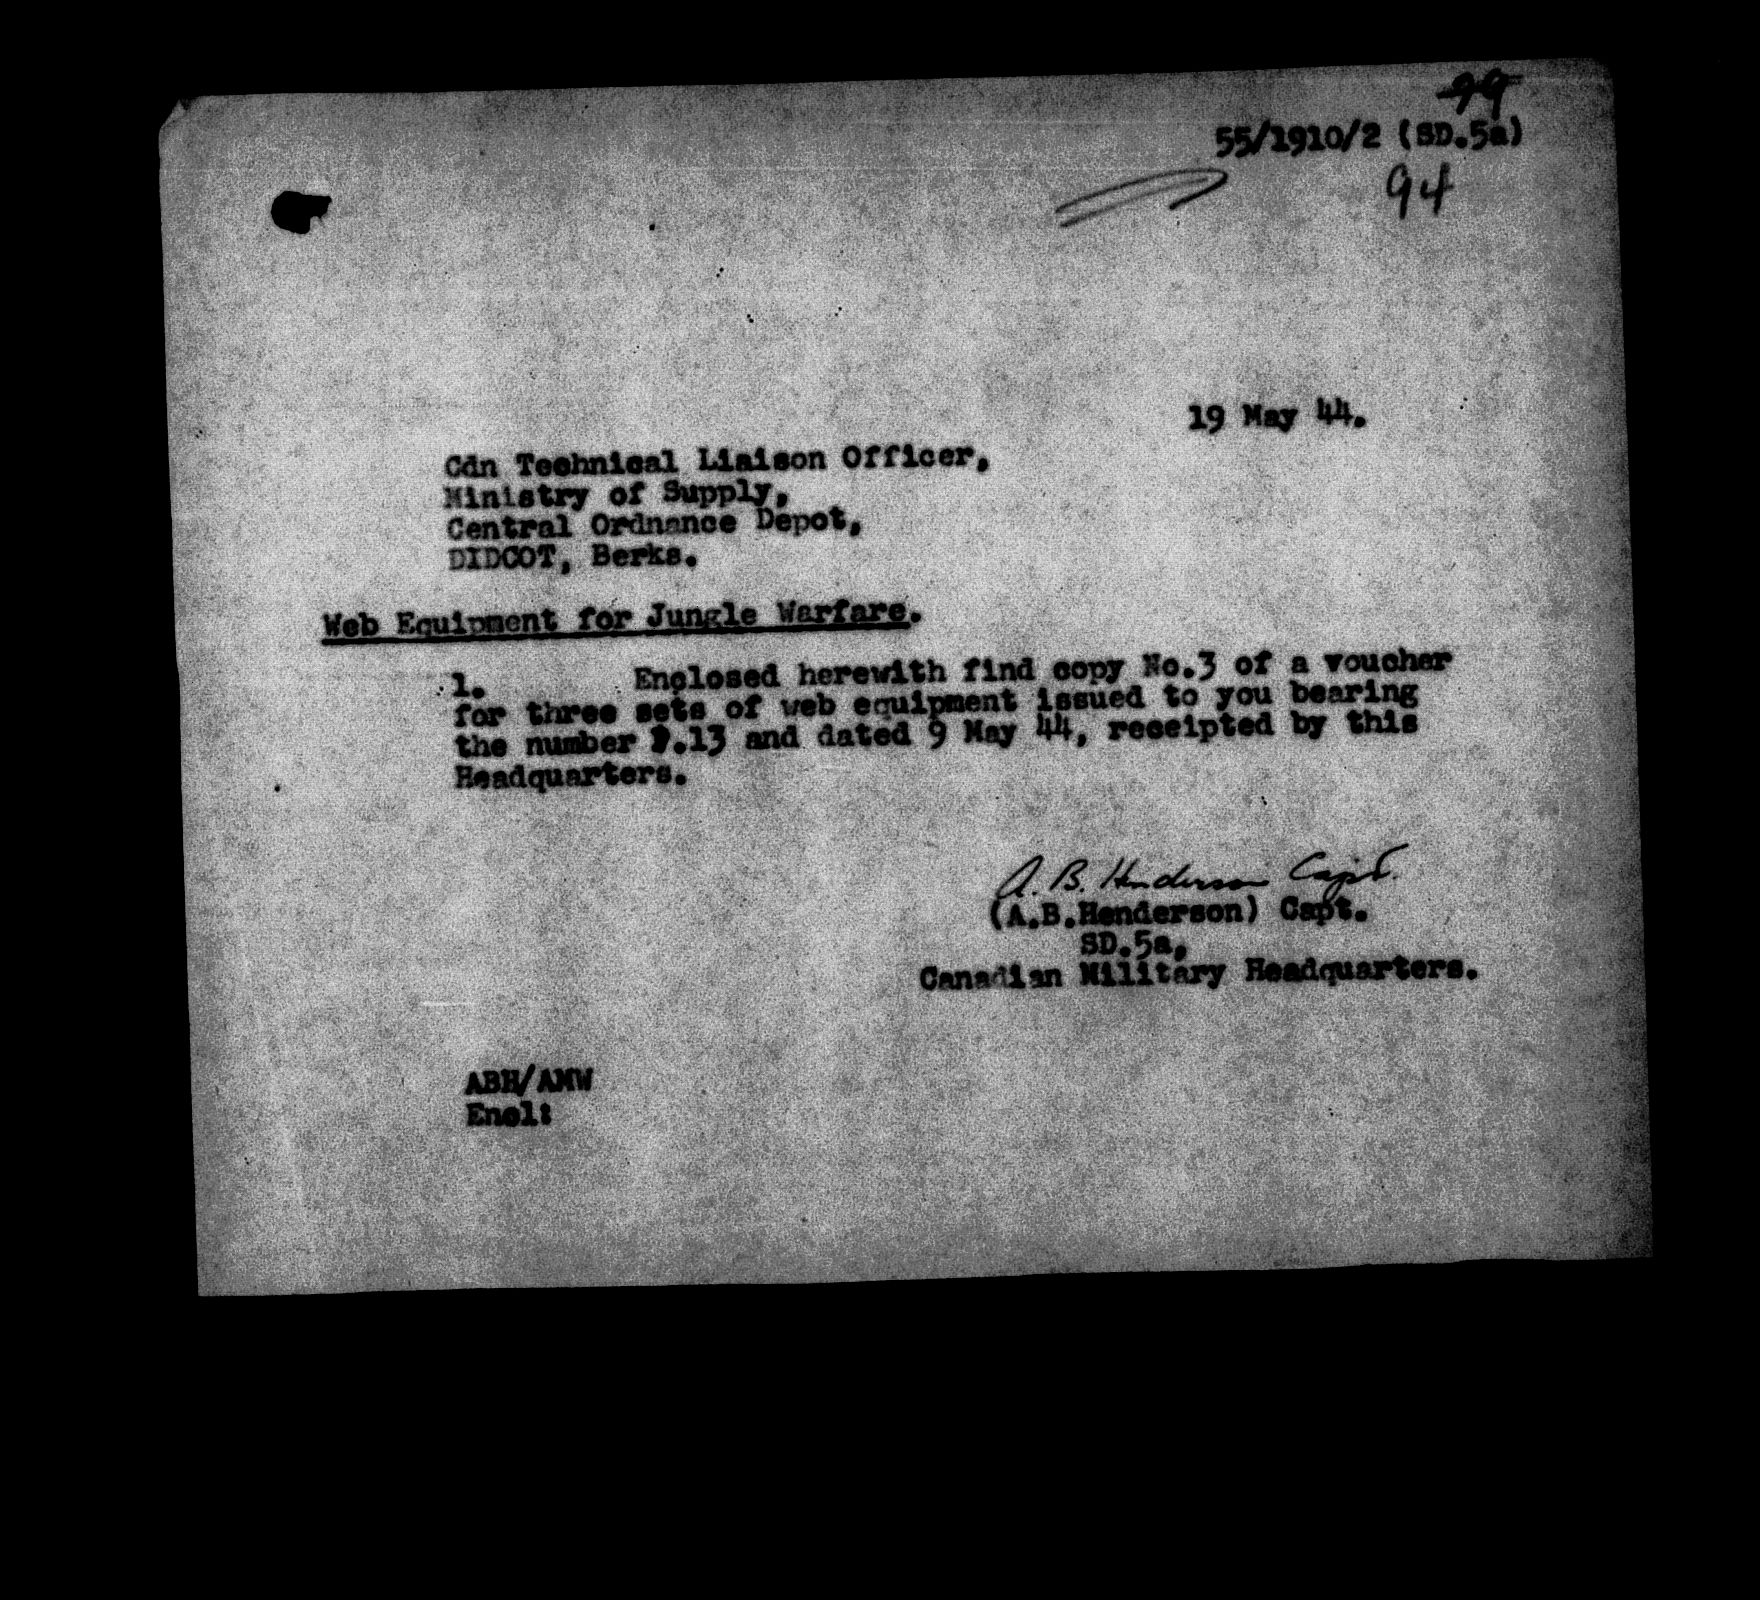 99
55/1910/2 (SD.5a)
94
19 May 44.
Cdn Technical Liaison Officer,
Ministry of Supply,
Central Ordnance Depot,
DIDCOT, Berks.
Web Equipment for Jungle Warfare.
1. Enclosed herewith find copy No.3 of a voucher
for three sets of web equipment issued to you bearing
the number and dated 9 May 44, receipted by this
Headquarters.
A. B. Henderson Capt.
(A.B.Henderson) Capt.
SD.5a,
Canadian Military Headquarters.
ABH/AMW
Encl: